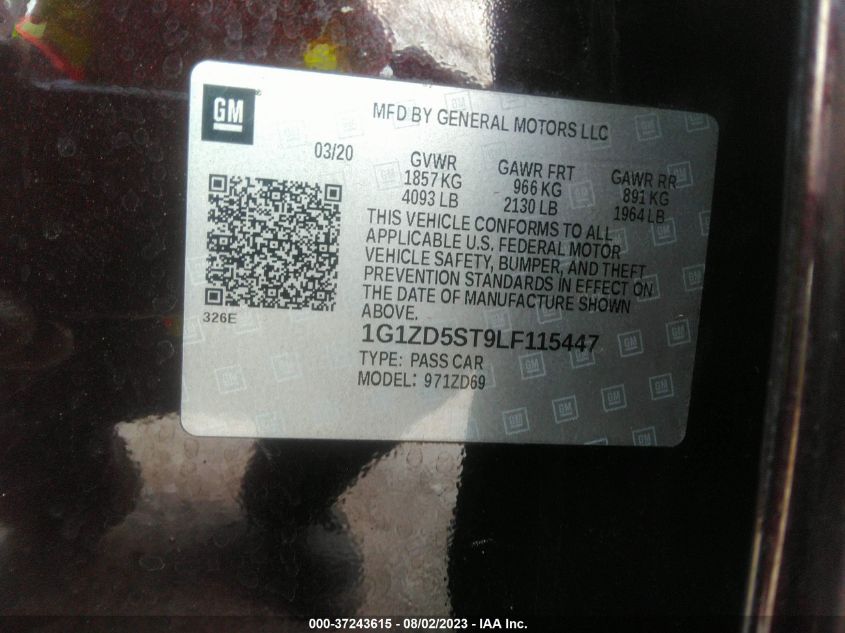 GM
MFD BY GENERAL MOTORS LLC
03/20
GVWR
1857 KG
4093 LB
GAWR FRT
966 KG
2130 LB
GAWR RR
891 KG
1964 LB
THIS VEHICLE CONFORMS TO ALL
APPLICABLE U.S. FEDERAL MOTOR
VEHICLE SAFETY, BUMPER, AND THEFT
PREVENTION STANDARDS IN EFFECT ON
THE DATE OF MANUFACTURE SHOWN
ABOVE.
326E
1G1ZD5ST9LF115447
TYPE: PASS CAR
MODEL: 971ZD69
000-37243615 - 08/02/2023 - IAA Inc.